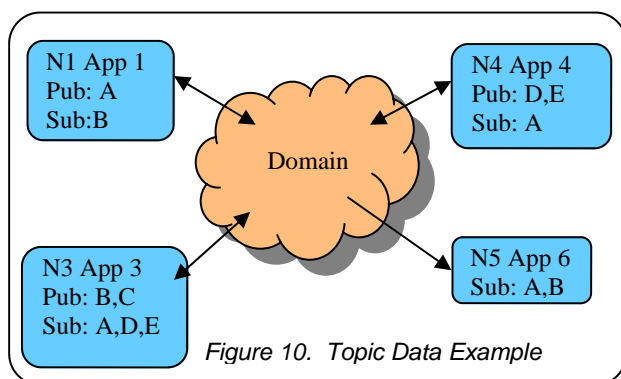 N1 App 1
Pub: A
Sub:B
N4 App 4
Pub: D,E
Sub: A
Domain
N3 App 3
Pub: B,C
Sub: A,D,E
N5 App 6
Sub: A,B
Figure 10. Topic Data Example